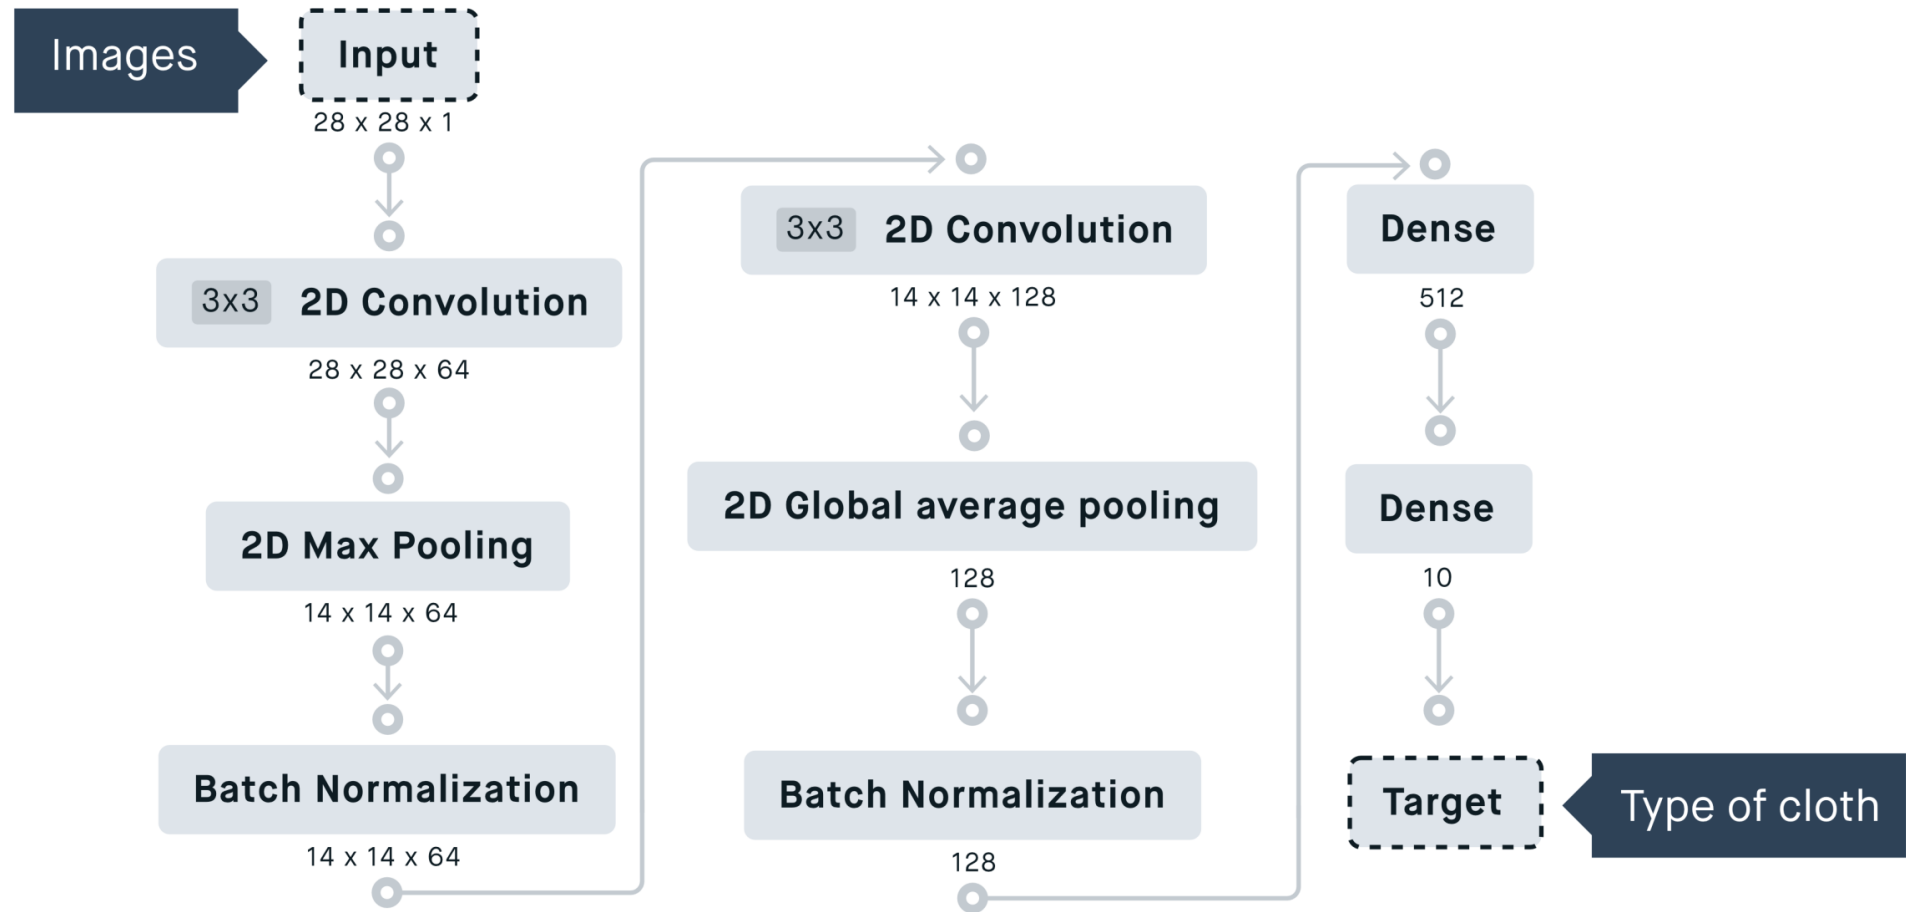 Images
Input
28 x 28 x 1
3x3 2D Convolution
28 x 28 x 64
2D Max Pooling
14 x 14 x 64
Batch Normalization
14 x 14 x 64
3x3 2D Convolution
14 x 14 x 128
2D Global average pooling
128
Batch Normalization
128
Dense
512
Dense
10
Target
Type of cloth